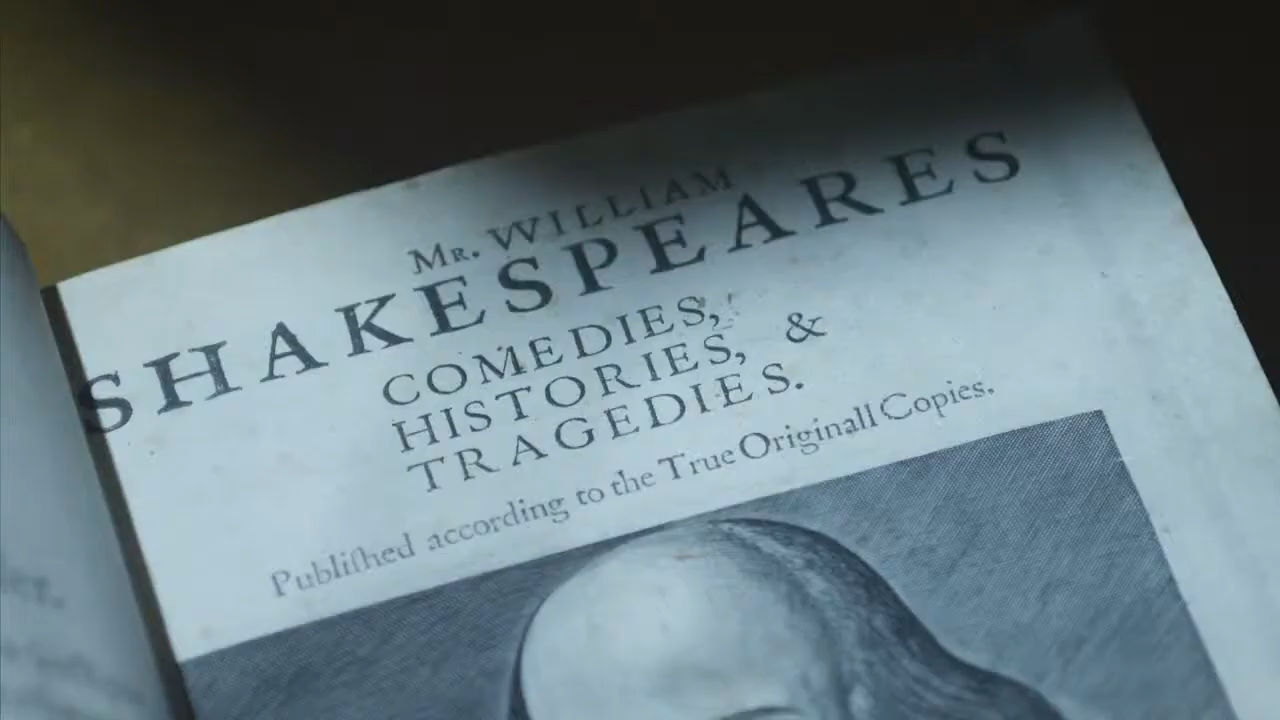 Mr. WILLIAM
SHAKESPEARES
COMEDIES,
HISTORIES, &
TRAGEDIES.
Publiſhed according to the True Originall Copies.